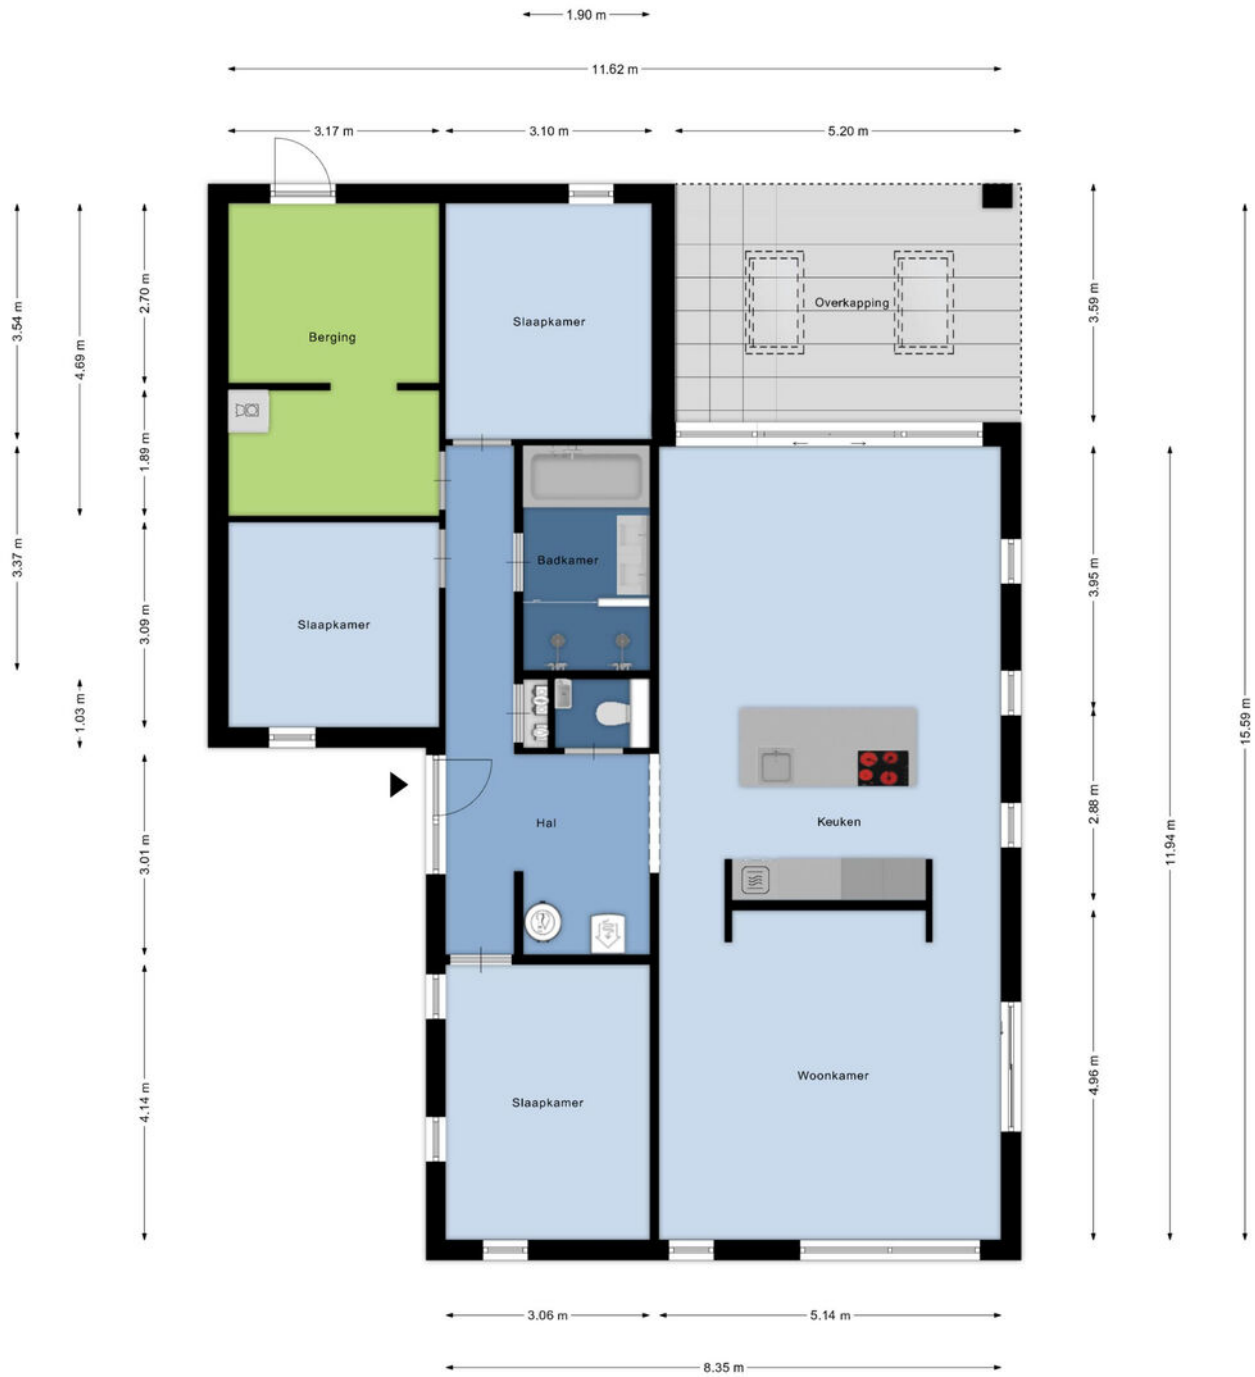 1.90 m
11.62 m
3.17 m
3.10 m
5.20 m
3.54 m
4.69 m
2.70 m
3.59 m
Slaapkamer
Overkapping
Berging
1.89 m
3.37 m
3.09 m
Badkamer
3.95 m
15.59 m
Slaapkamer
1.03 m
2.88 m
Hal
Keuken
11.94 m
3.01 m
4.14 m
Slaapkamer
Woonkamer
4.96 m
3.06 m
5.14 m
8.35 m